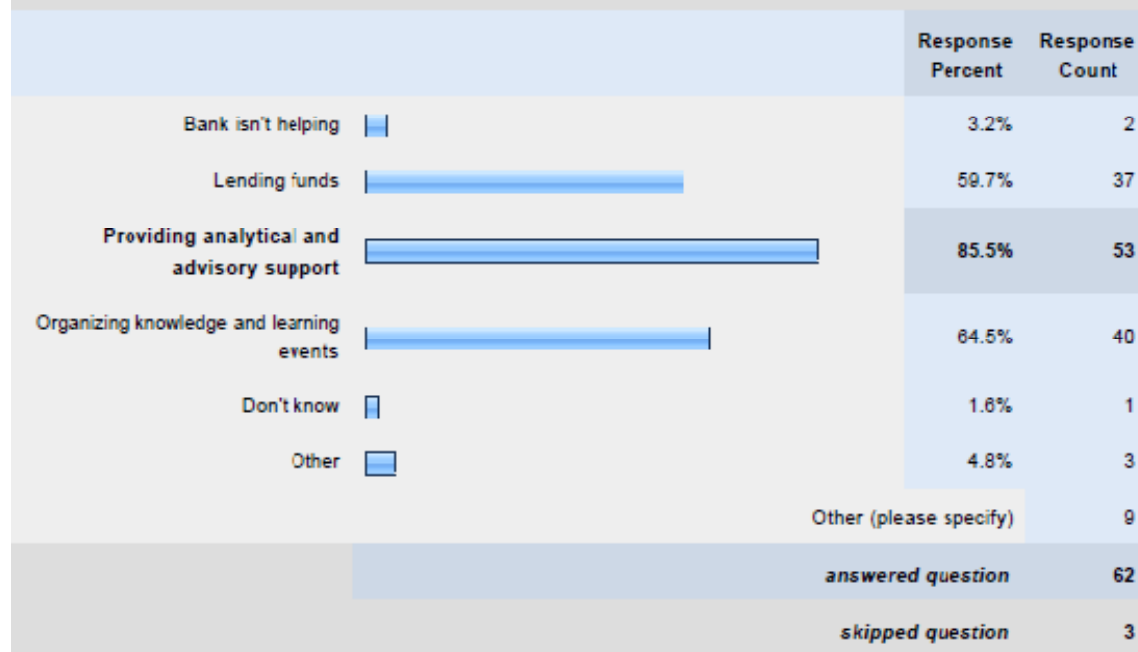 Response Response
Percent Count
Bank isn't helping 3.2% 2
Lending funds 59.7% 37
Providing analytical and
advisory support 85.5% 53
Organizing knowledge and learning
events 64.5% 40
Don't know 1.6% 1
Other 4.8% 3
Other (please specify) 9
answered question 62
skipped question 3